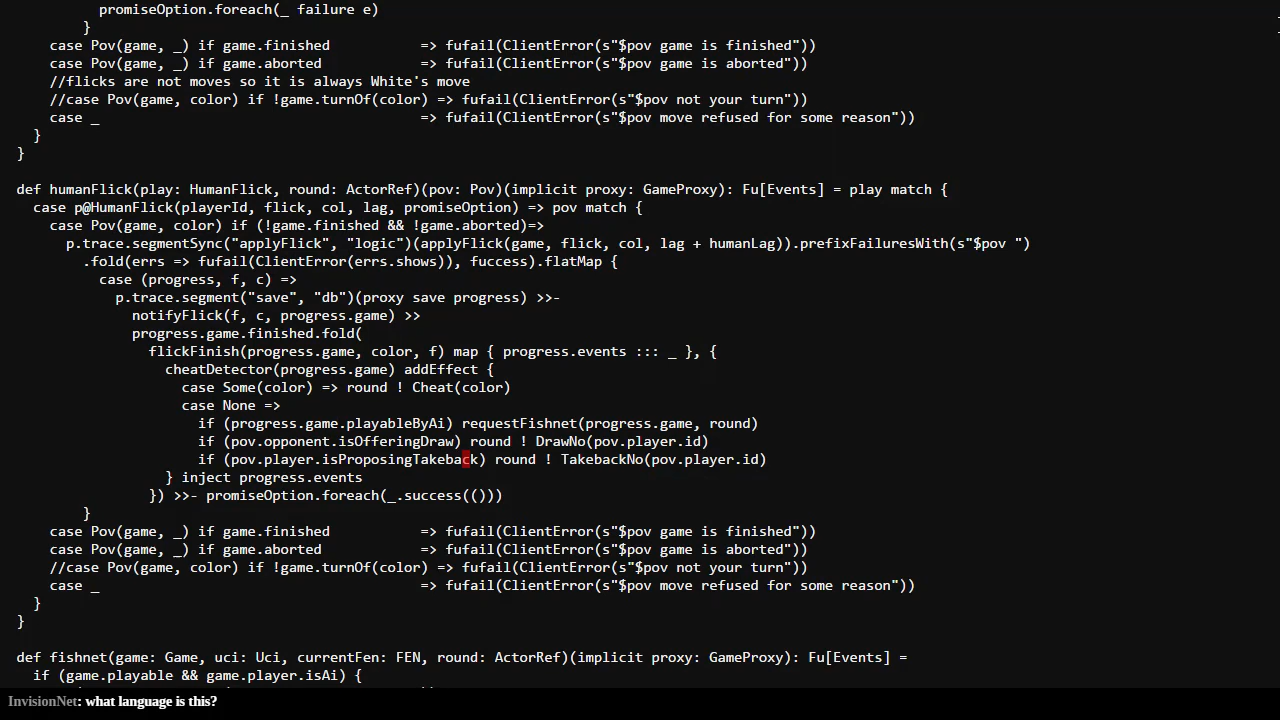 promiseOption.foreach(_ failure e)
}
case Pov(game, _) if game.finished => fufail(ClientError(s"$pov game is finished"))
case Pov(game, _) if game.aborted => fufail(ClientError(s"$pov game is aborted"))
//flicks are not moves so it is always White's move
//case Pov(game, color) if !game.turnOf(color) => fufail(ClientError(s"$pov not your turn"))
case _ => fufail(ClientError(s"$pov move refused for some reason"))
}
}
def humanFlick(play: HumanFlick, round: ActorRef)(pov: Pov)(implicit proxy: GameProxy): Fu[Events] = play match {
case p@HumanFlick(playerId, flick, col, lag, promiseOption) => pov match {
case Pov(game, color) if (!game.finished && !game.aborted)=>
p.trace.segmentSync("applyFlick", "logic")(applyFlick(game, flick, col, lag + humanLag)).prefixFailuresWith(s"$pov ")
.fold(errs => fufail(ClientError(errs.shows)), fuccess).flatMap {
case (progress, f, c) =>
p.trace.segment("save", "db")(proxy save progress) >>-
notifyFlick(f, c, progress.game) >>
progress.game.finished.fold(
flickFinish(progress.game, color, f) map { progress.events ::: _ }, {
cheatDetector(progress.game) addEffect {
case Some(color) => round ! Cheat(color)
case None =>
if (progress.game.playableByAi) requestFishnet(progress.game, round)
if (pov.opponent.isOfferingDraw) round ! DrawNo(pov.player.id)
if (pov.player.isProposingTakeback) round ! TakebackNo(pov.player.id)
} inject progress.events
}) >>- promiseOption.foreach(_.success(()))
}
case Pov(game, _) if game.finished => fufail(ClientError(s"$pov game is finished"))
case Pov(game, _) if game.aborted => fufail(ClientError(s"$pov game is aborted"))
//case Pov(game, color) if !game.turnOf(color) => fufail(ClientError(s"$pov not your turn"))
case _ => fufail(ClientError(s"$pov move refused for some reason"))
}
}
def fishnet(game: Game, uci: Uci, currentFen: FEN, round: ActorRef)(implicit proxy: GameProxy): Fu[Events] =
if (game.playable && game.player.isAi) {
InvisionNet: what language is this?